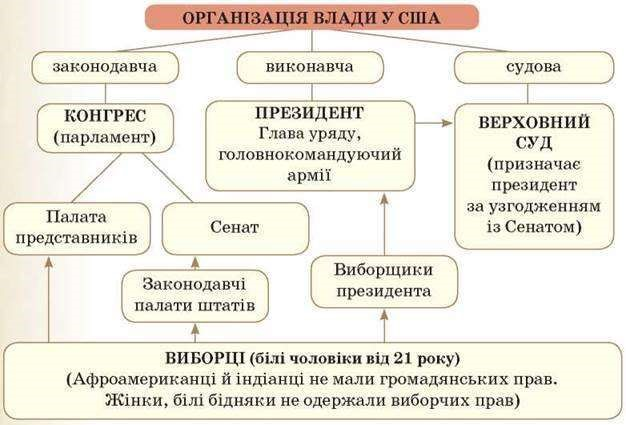 ОРГАНІЗАЦІЯ ВЛАДИ У США
законодавча
виконавча
судова
КОНГРЕС
(парламент)
ПРЕЗИДЕНТ
Глава уряду,
головнокомандуючий
армії
ВЕРХОВНИЙ
СУД
(призначає
президент
за узгодженням
із Сенатом)
Палата
представників
Сенат
Законодавчі
палати штатів
Виборщики
президента
ВИБОРЦІ (білі чоловіки від 21 року)
(Афроамериканці й індіанці не мали громадянських прав.
Жінки, білі бідняки не одержали виборчих прав)